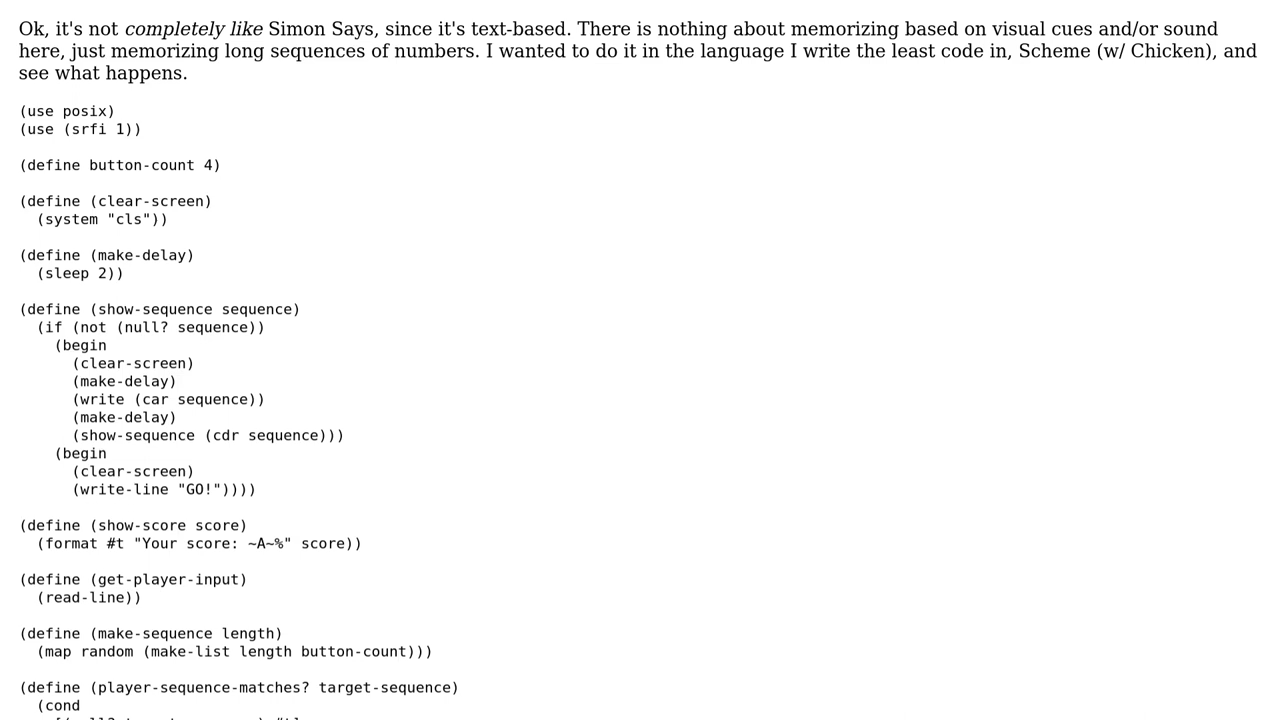 Ok, it's not completely like Simon Says, since it's text-based. There is nothing about memorizing based on visual cues and/or sound
here, just memorizing long sequences of numbers. I wanted to do it in the language I write the least code in, Scheme (w/ Chicken), and
see what happens.
(use posix)
(use (srfi 1))
(define button-count 4)
(define (clear-screen)
  (system "cls"))
(define (make-delay)
  (sleep 2))
(define (show-sequence sequence)
  (if (not (null? sequence))
    (begin
      (clear-screen)
      (make-delay)
      (write (car sequence))
      (make-delay)
      (show-sequence (cdr sequence)))
    (begin
      (clear-screen)
      (write-line "GO!"))))
(define (show-score score)
  (format #t "Your score: ~A~%" score))
(define (get-player-input)
  (read-line))
(define (make-sequence length)
  (map random (make-list length button-count)))
(define (player-sequence-matches? target-sequence)
  (cond